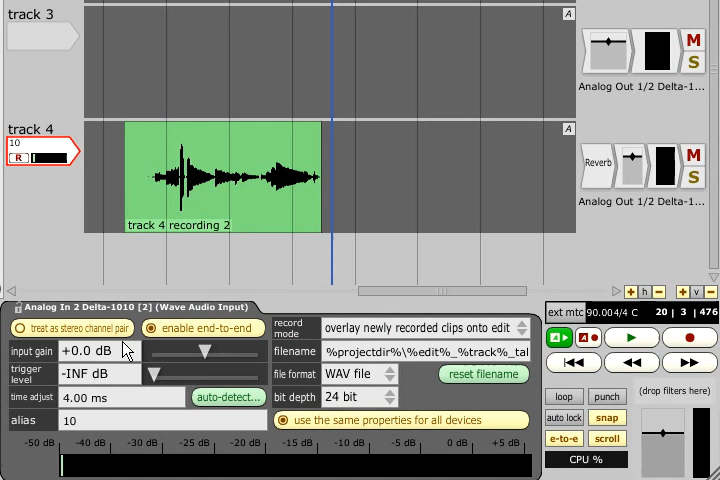 track 3
A
M
S
Analog Out 1/2 Delta-1...
track 4
A
10
R
Reverb
M
S
Analog Out 1/2 Delta-1...
track 4 recording 2
+ h − + v −
Analog In 2 Delta-1010 [2] (Wave Audio Input)
treat as stereo channel pair
enable end-to-end
input gain +0.0 dB
trigger level -INF dB
time adjust 4.00 ms auto-detect...
alias 10
record mode overlay newly recorded clips onto edit
filename %projectdir%\%edit%_%track%_tal
file format WAV file reset filename
bit depth 24 bit
use the same properties for all devices
-50 dB -40 dB -35 dB -30 dB -25 dB -20 dB -15 dB -10 dB -5 dB 0 dB +5 dB
ext mtc 90.00 4/4 C 20 | 3 | 476
A A
loop punch
auto lock snap
e-to-e scroll
CPU %
(drop filters here)